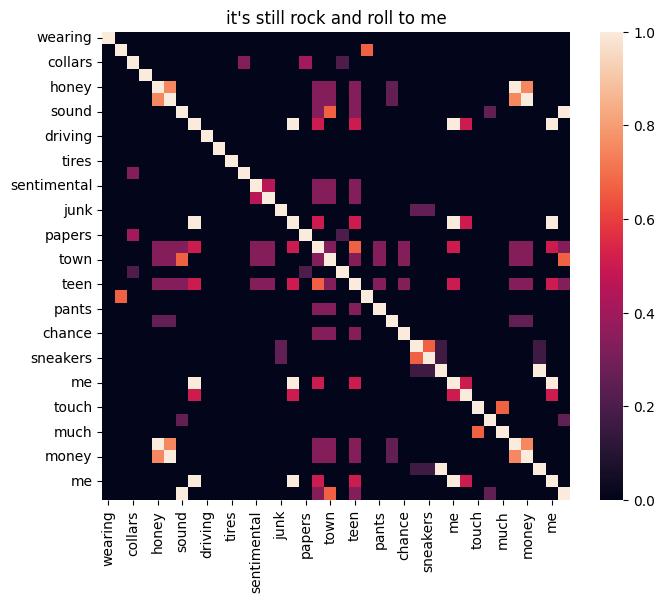 it's still rock and roll to me
wearing
collars
honey
sound
driving
tires
sentimental
junk
papers
town
teen
pants
chance
sneakers
me
touch
much
money
me
wearing
collars
honey
sound
driving
tires
sentimental
junk
papers
town
teen
pants
chance
sneakers
me
touch
much
money
me
1.0
0.8
0.6
0.4
0.2
0.0